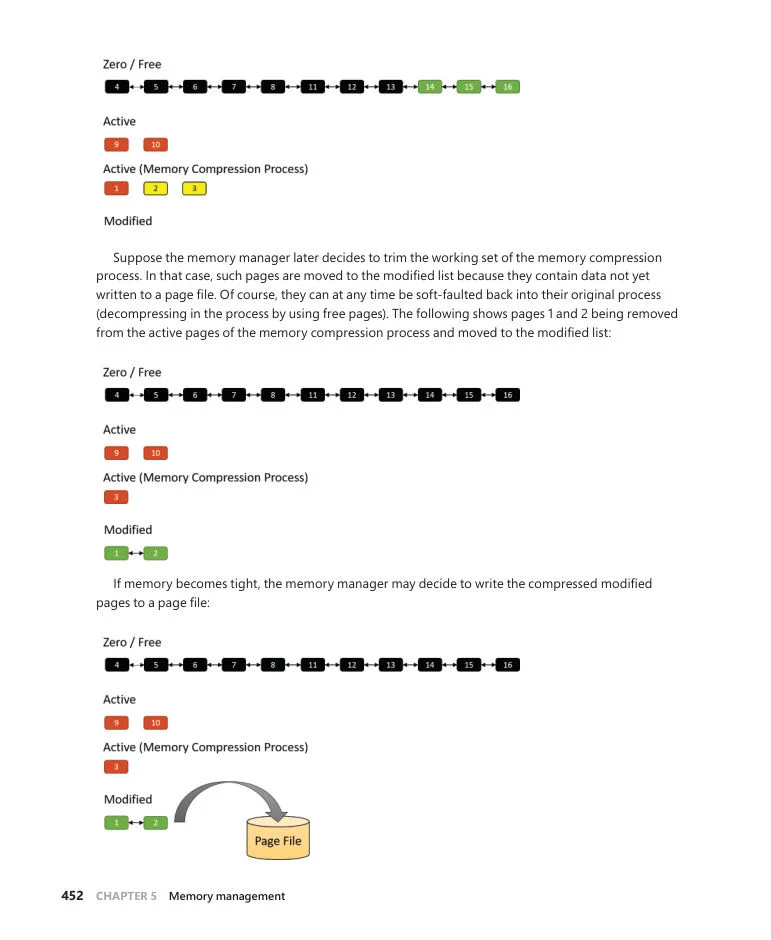 Zero / Free
4 5 6 7 8 11 12 13 14 15 16
Active
9 10
Active (Memory Compression Process)
1 2 3
Modified
Suppose the memory manager later decides to trim the working set of the memory compression
process. In that case, such pages are moved to the modified list because they contain data not yet
written to a page file. Of course, they can at any time be soft-faulted back into their original process
(decompressing in the process by using free pages). The following shows pages 1 and 2 being removed
from the active pages of the memory compression process and moved to the modified list:
Zero / Free
4 5 6 7 8 11 12 13 14 15 16
Active
9 10
Active (Memory Compression Process)
3
Modified
1 2
If memory becomes tight, the memory manager may decide to write the compressed modified
pages to a page file:
Zero / Free
4 5 6 7 8 11 12 13 14 15 16
Active
9 10
Active (Memory Compression Process)
3
Modified
1 2
Page File
452 CHAPTER 5 Memory management